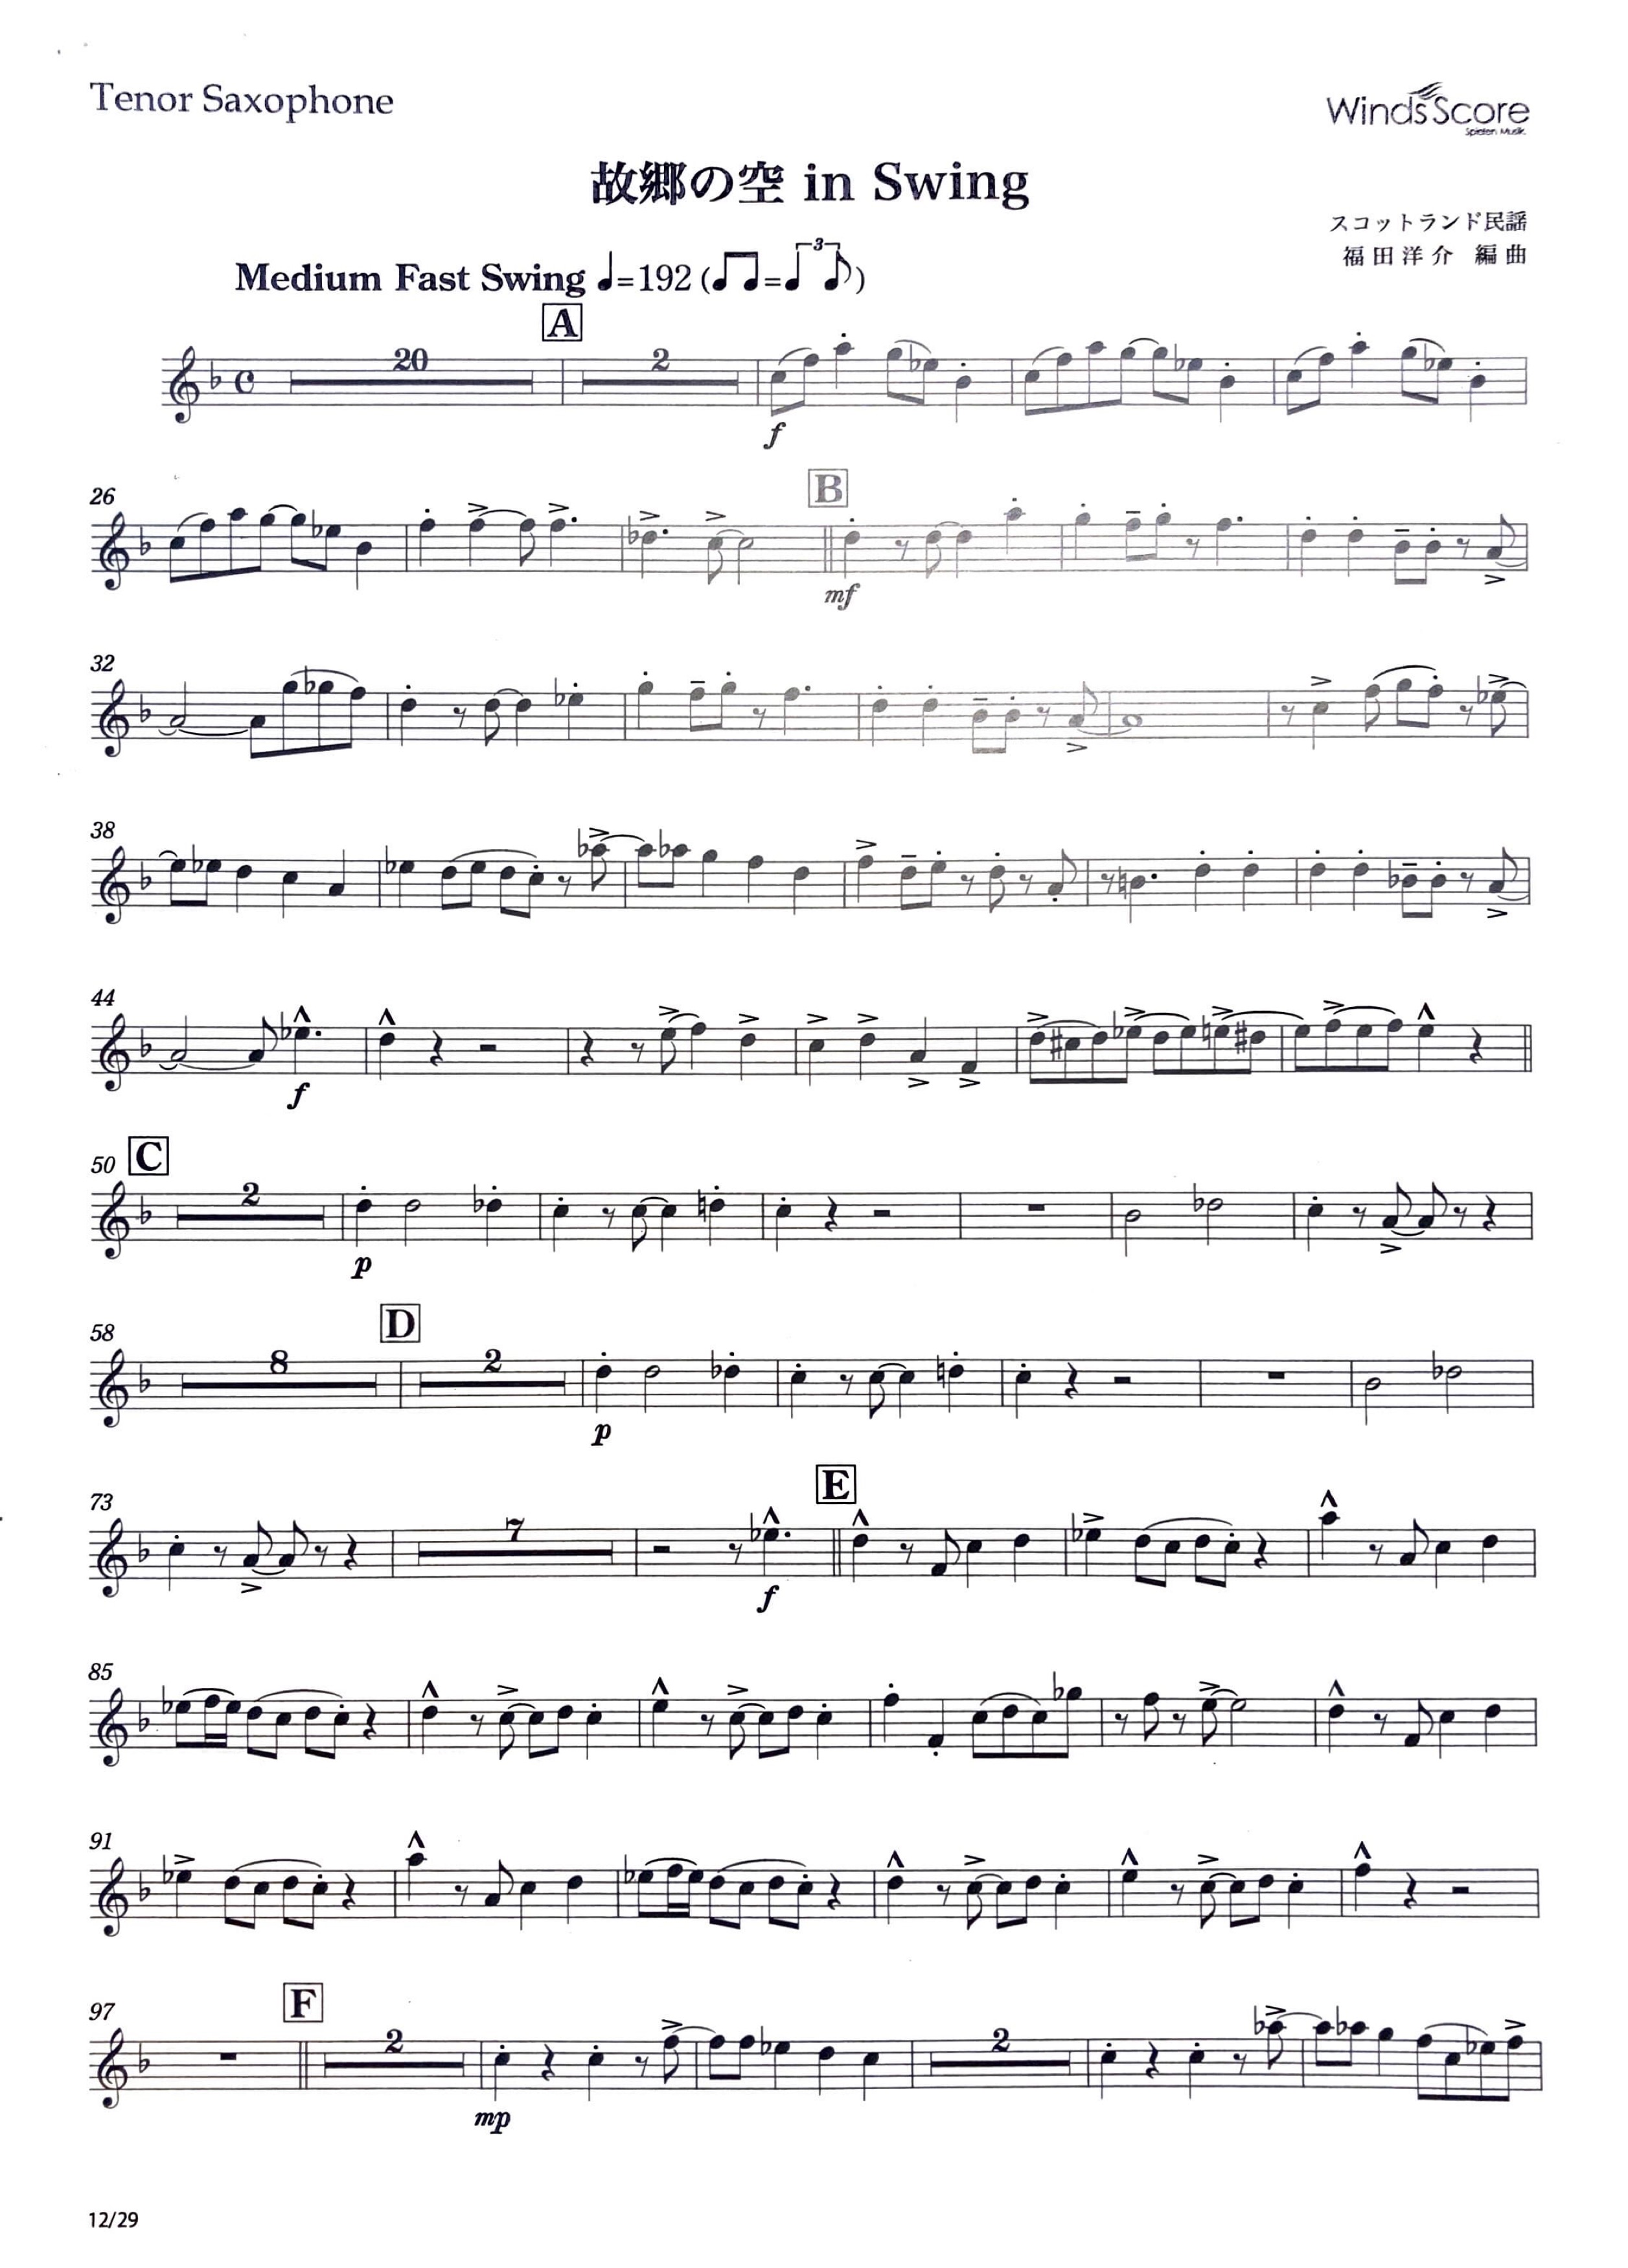 Tenor Saxophone
Winds Score
Spielen Musik.
故郷の空 in Swing
スコットランド民謡
福田洋介 編曲
Medium Fast Swing ♩=192 (♫=♩ ♪)
3
A
20
2
f
26
B
mf
32
38
44
f
50
C
2
p
58
D
8
2
p
73
E
7
f
85
91
97
F
2
2
mp
12/29